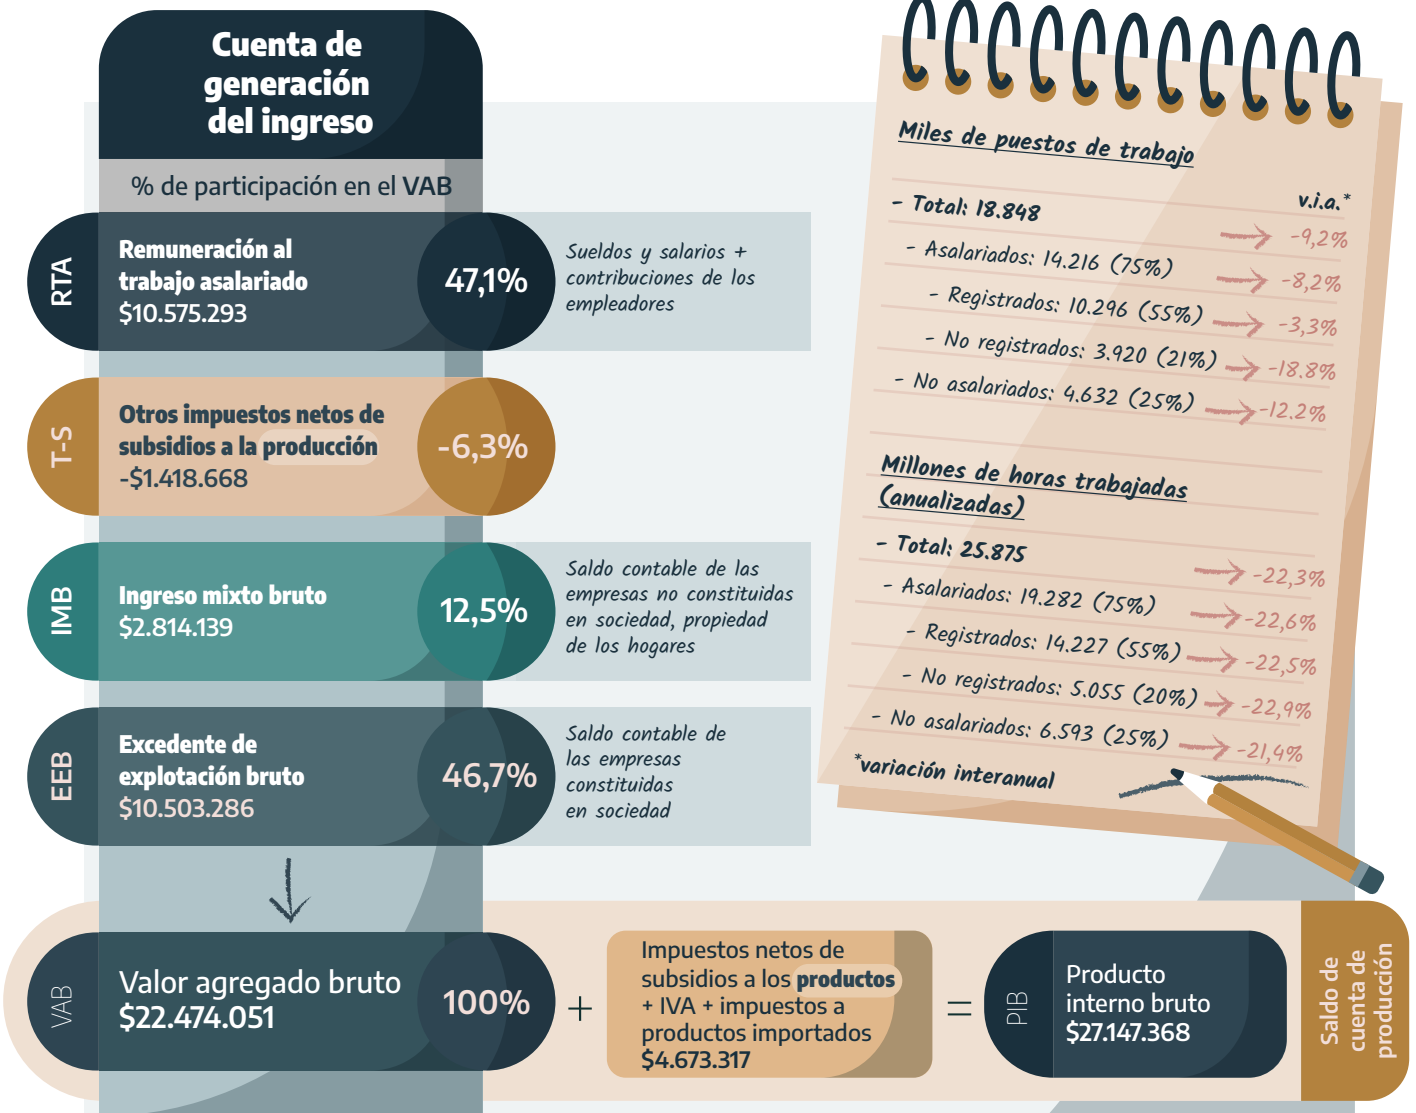 Cuenta de
generación
del ingreso
% de participación en el VAB
RTA
Remuneración al
trabajo asalariado
$10.575.293
47,1%
Sueldos y salarios +
contribuciones de los
empleadores
T-S
Otros impuestos netos de
subsidios a la producción
-$1.418.668
-6,3%
IMB
Ingreso mixto bruto
$2.814.139
12,5%
Saldo contable de las
empresas no constituidas
en sociedad, propiedad
de los hogares
EEB
Excedente de
explotación bruto
$10.503.286
46,7%
Saldo contable de
las empresas
constituidas
en sociedad
Miles de puestos de trabajo
v.i.a.*
- Total: 18.848 -9,2%
- Asalariados: 14.216 (75%) -8,2%
- Registrados: 10.296 (55%) -3,3%
- No registrados: 3.920 (21%) -18.8%
- No asalariados: 4.632 (25%) -12.2%
Millones de horas trabajadas
(anualizadas)
- Total: 25.875 -22,3%
- Asalariados: 19.282 (75%) -22,6%
- Registrados: 14.227 (55%) -22,5%
- No registrados: 5.055 (20%) -22,9%
- No asalariados: 6.593 (25%) -21,4%
*variación interanual
VAB
Valor agregado bruto
$22.474.051
100%
+
Impuestos netos de
subsidios a los productos
+ IVA + impuestos a
productos importados
$4.673.317
=
PIB
Producto
interno bruto
$27.147.368
Saldo de
cuenta de
producción